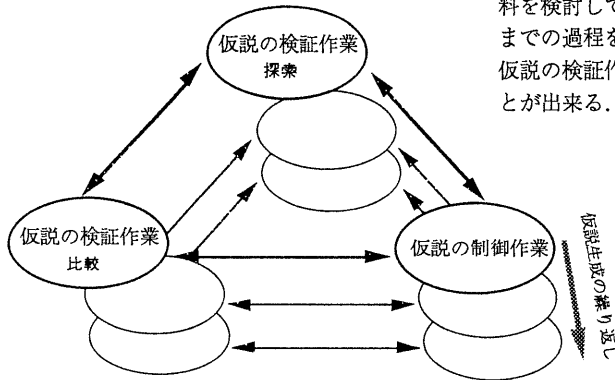 料を検討して
までの過程を
仮説の検証作
とが出来る．
仮説の検証作業
探索
仮説の検証作業
比較
仮説の制御作業
仮説生成の繰り返し